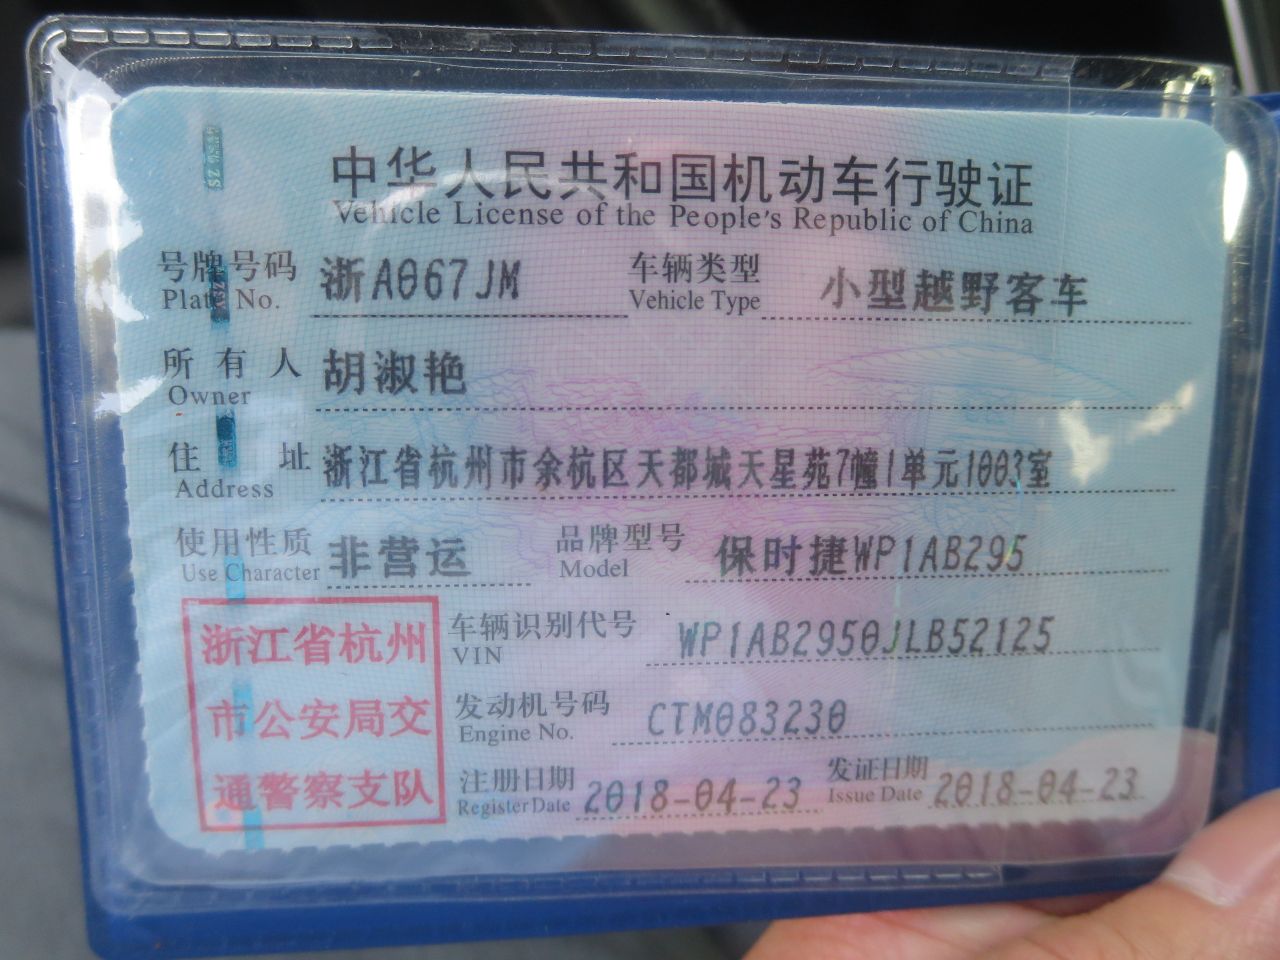 中华人民共和国机动车行驶证
Vehicle License of the People's Republic of China
号牌号码 浙A067JM 车辆类型 小型越野客车
Plate No. Vehicle Type
所有人 胡淑艳
Owner
住址 浙江省杭州市余杭区天都城天星苑7幢1单元1003室
Address
使用性质 非营运 品牌型号 保时捷WP1AB295
Use Character Model
浙江省杭州
市公安局交
通警察支队
车辆识别代号 WP1AB2950JLB52125
VIN
发动机号码 CTM083230
Engine No.
注册日期 2018-04-23 发证日期 2018-04-23
Register Date Issue Date